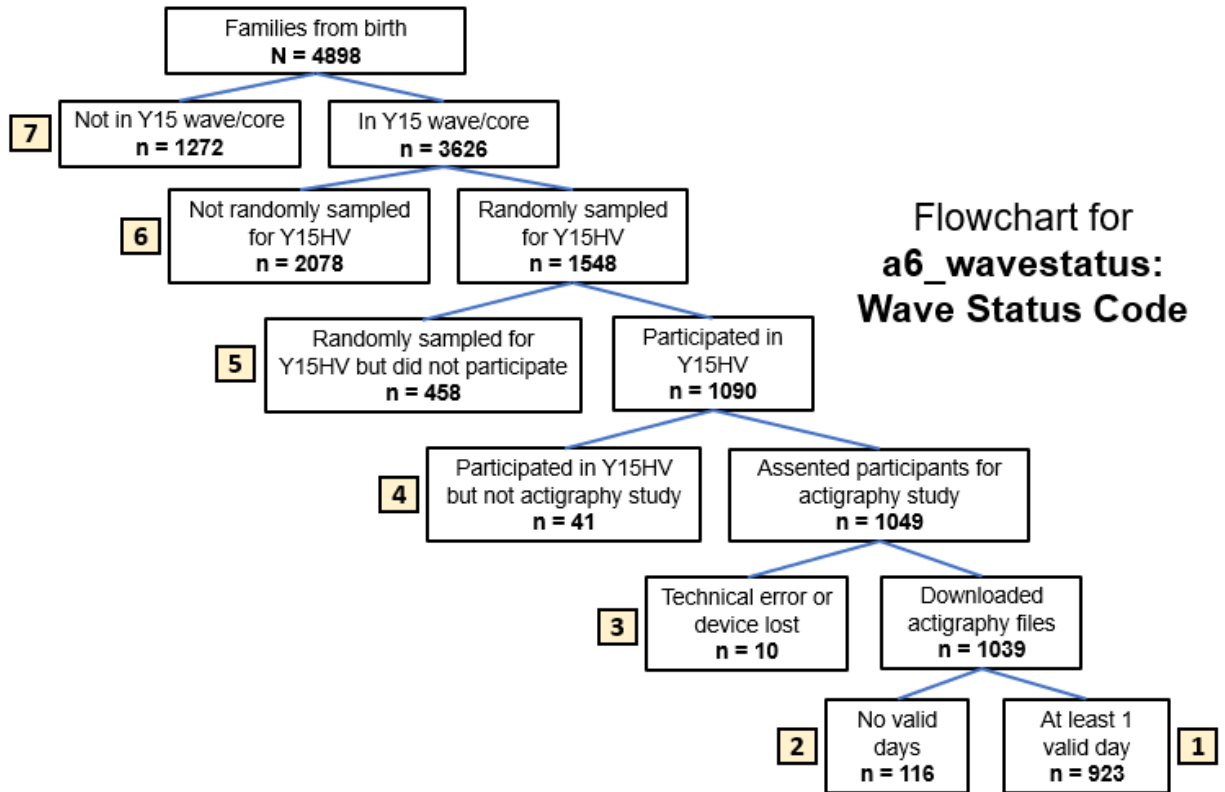 Families from birth
N = 4898
7
Not in Y15 wave/core
n = 1272
In Y15 wave/core
n = 3626
6
Not randomly sampled
for Y15HV
n = 2078
Randomly sampled
for Y15HV
n = 1548
Flowchart for
a6_wavestatus:
Wave Status Code
5
Randomly sampled for
Y15HV but did not participate
n = 458
Participated in
Y15HV
n = 1090
4
Participated in Y15HV
but not actigraphy study
n = 41
Assented participants for
actigraphy study
n = 1049
3
Technical error or
device lost
n = 10
Downloaded
actigraphy files
n = 1039
2
No valid
days
n = 116
At least 1
valid day
n = 923
1